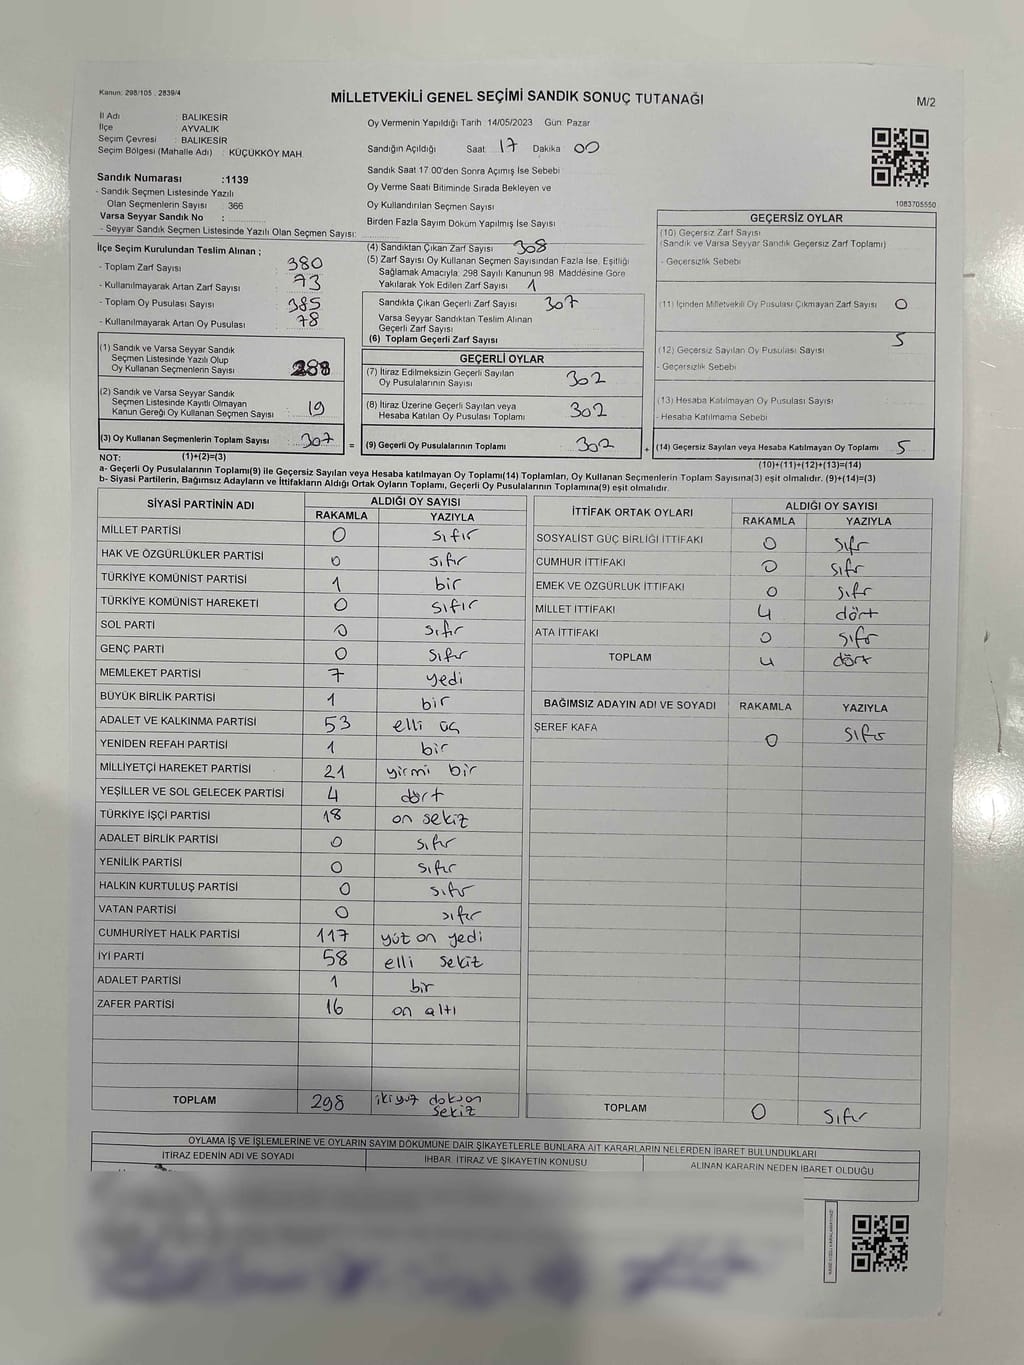 Kanun: 298/105 , 2839/4
MİLLETVEKİLİ GENEL SEÇİMİ SANDIK SONUÇ TUTANAĞI
M/2
İl Adı : BALIKESİR
İlçe : AYVALIK
Seçim Çevresi : BALIKESİR
Seçim Bölgesi (Mahalle Adı) : KÜÇÜKKÖY MAH.
Sandık Numarası :1139
- Sandık Seçmen Listesinde Yazılı
Olan Seçmenlerin Sayısı : 366
Varsa Seyyar Sandık No :
- Seyyar Sandık Seçmen Listesinde Yazılı Olan Seçmen Sayısı:
Oy Vermenin Yapıldığı Tarih : 14/05/2023 Gün: Pazar
Sandığın Açıldığı Saat 17 Dakika 00
Sandık Saat 17:00'den Sonra Açımış İse Sebebi
Oy Verme Saati Bitiminde Sırada Bekleyen ve
Oy Kullandırılan Seçmen Sayısı
Birden Fazla Sayım Döküm Yapılmış İse Sayısı
1083705550
İlçe Seçim Kurulundan Teslim Alınan ;
- Toplam Zarf Sayısı : 380
- Kullanılmayarak Artan Zarf Sayısı : 73
- Toplam Oy Pusulası Sayısı : 385
- Kullanılmayarak Artan Oy Pusulası : 78
(4) Sandıktan Çıkan Zarf Sayısı 308
(5) Zarf Sayısı Oy Kullanan Seçmen Sayısından Fazla İse, Eşitliği
Sağlamak Amacıyla: 298 Sayılı Kanunun 98. Maddesine Göre
Yakılarak Yok Edilen Zarf Sayısı 1
Sandıkta Çıkan Geçerli Zarf Sayısı : 307
Varsa Seyyar Sandıktan Teslim Alınan
Geçerli Zarf Sayısı
(6) Toplam Geçerli Zarf Sayısı
GEÇERSİZ OYLAR
(10) Geçersiz Zarf Sayısı
(Sandık ve Varsa Seyyar Sandık Geçersiz Zarf Toplamı)
- Geçersizlik Sebebi
(11) İçinden Milletvekili Oy Pusulası Çıkmayan Zarf Sayısı : 0
5
(12) Geçersiz Sayılan Oy Pusulası Sayısı
- Geçersizlik Sebebi
(13) Hesaba Katılmayan Oy Pusulası Sayısı
- Hesaba Katılmama Sebebi
(14) Geçersiz Sayılan veya Hesaba Katılmayan Oy Toplamı : 5
(10)+(11)+(12)+(13)=(14)
(1) Sandık ve Varsa Seyyar Sandık
Seçmen Listesinde Yazılı Olup
Oy Kullanan Seçmenlerin Sayısı : 288
(2) Sandık ve Varsa Seyyar Sandık
Seçmen Listesinde Kayıtlı Olmayan
Kanun Gereği Oy Kullanan Seçmen Sayısı : 19
(3) Oy Kullanan Seçmenlerin Toplam Sayısı : 307
GEÇERLİ OYLAR
(7) İtiraz Edilmeksizin Geçerli Sayılan
Oy Pusulalarının Sayısı : 302
(8) İtiraz Üzerine Geçerli Sayılan veya
Hesaba Katılan Oy Pusulası Toplamı : 302
= (9) Geçerli Oy Pusulalarının Toplamı : 302 +
NOT: (1)+(2)=(3)
a- Geçerli Oy Pusulalarının Toplamı(9) ile Geçersiz Sayılan veya Hesaba katılmayan Oy Toplamı(14) Toplamları, Oy Kullanan Seçmenlerin Toplam Sayısına(3) eşit olmalıdır. (9)+(14)=(3)
b- Siyasi Partilerin, Bağımsız Adayların ve İttifakların Aldığı Ortak Oyların Toplamı, Geçerli Oy Pusulalarının Toplamına(9) eşit olmalıdır.
SİYASİ PARTİNİN ADI ALDIĞI OY SAYISI
RAKAMLA YAZIYLA
MİLLET PARTİSİ 0 sıfır
HAK VE ÖZGÜRLÜKLER PARTİSİ 0 sıfır
TÜRKİYE KOMÜNİST PARTİSİ 1 bir
TÜRKİYE KOMÜNİST HAREKETİ 0 sıfır
SOL PARTİ 0 sıfır
GENÇ PARTİ 0 sıfır
MEMLEKET PARTİSİ 7 yedi
BÜYÜK BİRLİK PARTİSİ 1 bir
ADALET VE KALKINMA PARTİSİ 53 elli üç
YENİDEN REFAH PARTİSİ 1 bir
MİLLİYETÇİ HAREKET PARTİSİ 21 yirmi bir
YEŞİLLER VE SOL GELECEK PARTİSİ 4 dört
TÜRKİYE İŞÇİ PARTİSİ 18 on sekiz
ADALET BİRLİK PARTİSİ 0 sıfır
YENİLİK PARTİSİ 0 sıfır
HALKIN KURTULUŞ PARTİSİ 0 sıfır
VATAN PARTİSİ 0 sıfır
CUMHURİYET HALK PARTİSİ 117 yüz on yedi
İYİ PARTİ 58 elli sekiz
ADALET PARTİSİ 1 bir
ZAFER PARTİSİ 16 on altı
TOPLAM 298 ikiyüz doksan
sekiz
İTTİFAK ORTAK OYLARI ALDIĞI OY SAYISI
RAKAMLA YAZIYLA
SOSYALİST GÜÇ BİRLİĞİ İTTİFAKI 0 sıfır
CUMHUR İTTİFAKI 0 sıfır
EMEK VE ÖZGÜRLÜK İTTİFAKI 0 sıfır
MİLLET İTTİFAKI 4 dört
ATA İTTİFAKI 0 sıfır
TOPLAM 4 dört
BAĞIMSIZ ADAYIN ADI VE SOYADI RAKAMLA YAZIYLA
ŞEREF KAFA 0 sıfır
TOPLAM 0 sıfır
OYLAMA İŞ VE İŞLEMLERİNE VE OYLARIN SAYIM DÖKÜMÜNE DAİR ŞİKAYETLERLE BUNLARA AİT KARARLARIN NELERDEN İBARET BULUNDUKLARI
İTİRAZ EDENİN ADI VE SOYADI İHBAR, İTİRAZ VE ŞİKAYETİN KONUSU ALINAN KARARIN NEDEN İBARET OLDUĞU